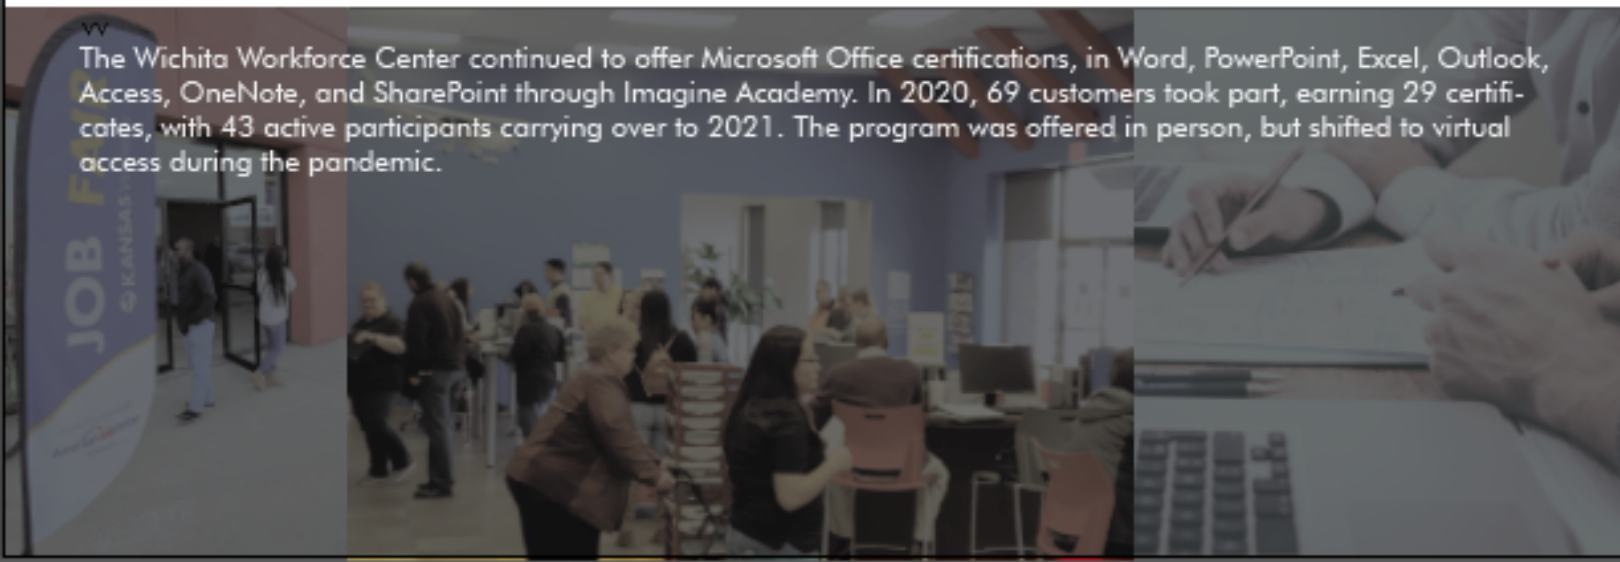 The Wichita Workforce Center continued to offer Microsoft Office certifications, in Word, PowerPoint, Excel, Outlook,
Access, OneNote, and SharePoint through Imagine Academy. In 2020, 69 customers took part, earning 29 certifi-
cates, with 43 active participants carrying over to 2021. The program was offered in person, but shifted to virtual
access during the pandemic.
JOB FAIR
KANSAS